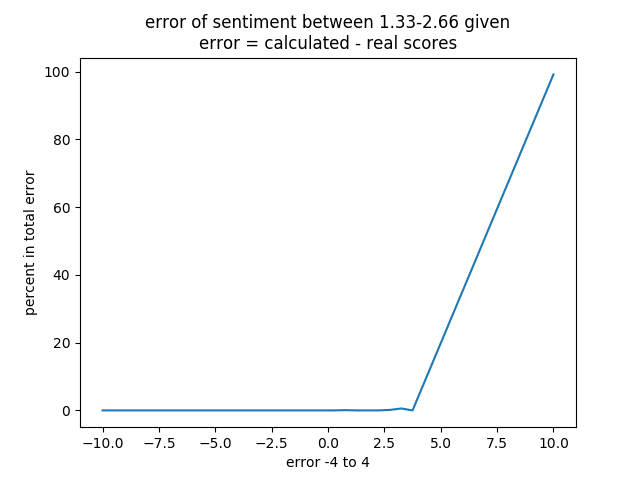 error of sentiment between 1.33-2.66 given
error = calculated - real scores
percent in total error
100
80
60
40
20
0
−10.0 −7.5 −5.0 −2.5 0.0 2.5 5.0 7.5 10.0
error -4 to 4